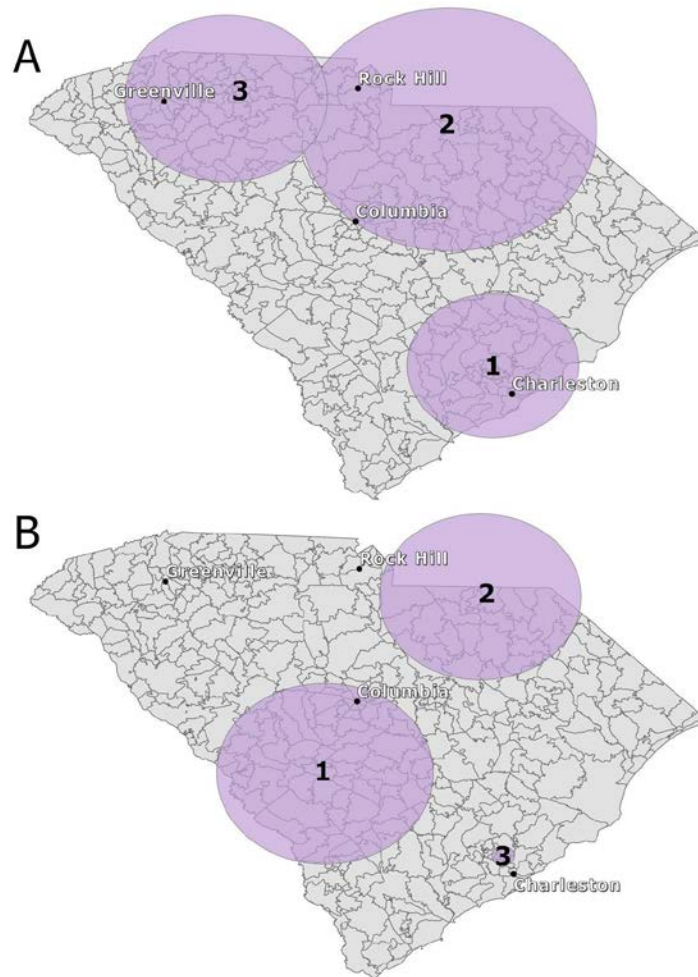 A
Greenville
3
Rock Hill
2
Columbia
1
Charleston
B
Greenville
Rock Hill
2
Columbia
1
3
Charleston